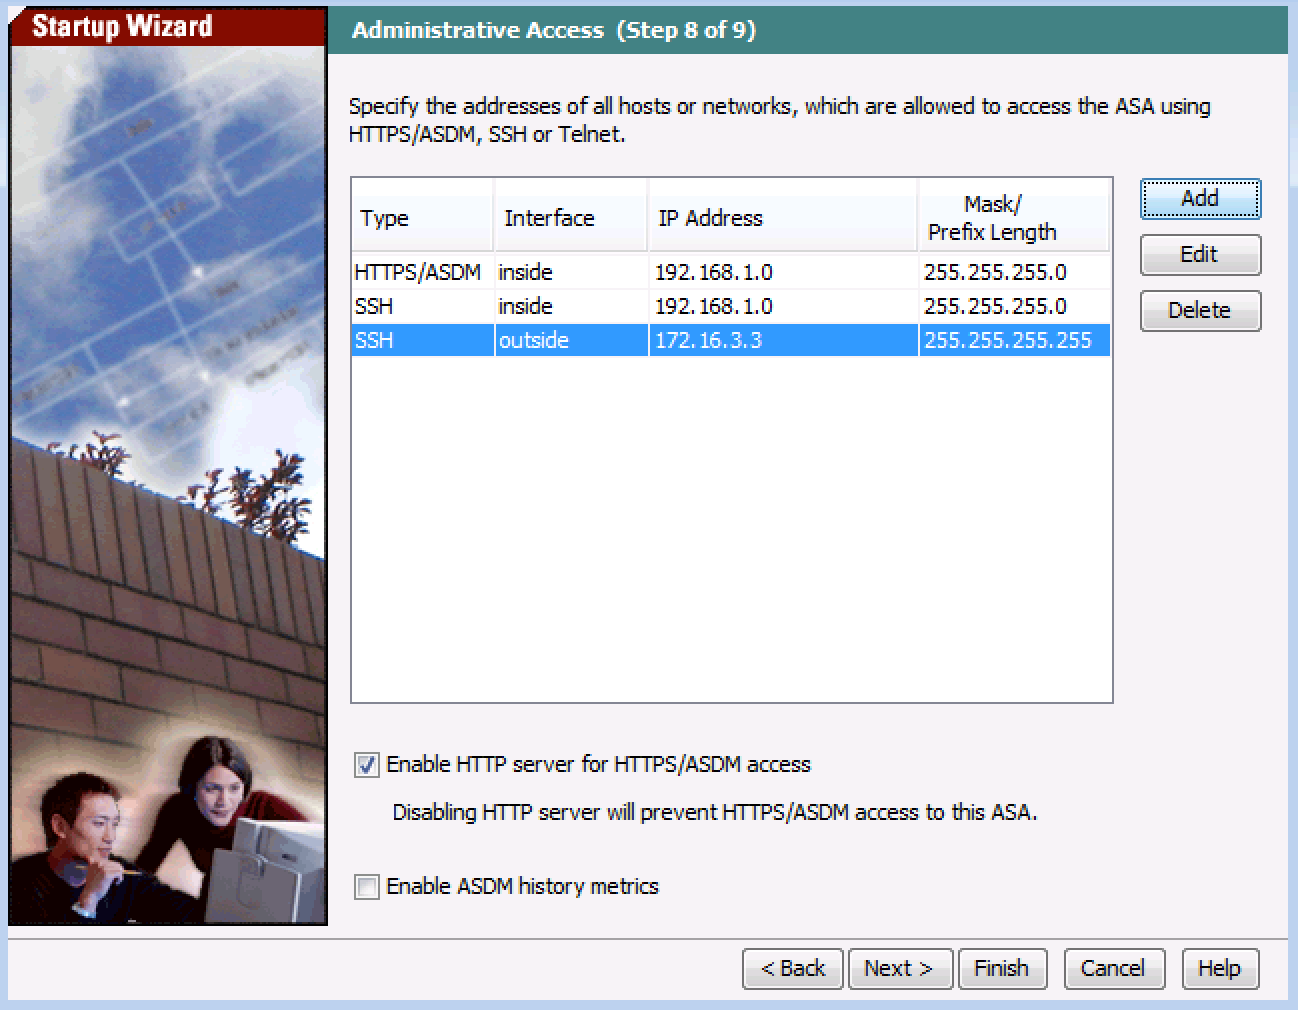 Startup Wizard
Administrative Access (Step 8 of 9)
Specify the addresses of all hosts or networks, which are allowed to access the ASA using
HTTPS/ASDM, SSH or Telnet.
Type Interface IP Address Mask/
Prefix Length
HTTPS/ASDM inside 192.168.1.0 255.255.255.0
SSH inside 192.168.1.0 255.255.255.0
SSH outside 172.16.3.3 255.255.255.255
Add
Edit
Delete
Enable HTTP server for HTTPS/ASDM access
Disabling HTTP server will prevent HTTPS/ASDM access to this ASA.
Enable ASDM history metrics
< Back Next > Finish Cancel Help